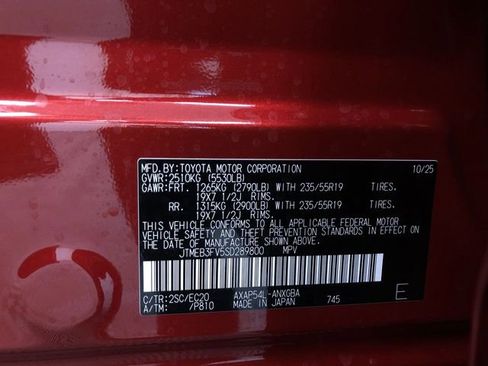 MFD.BY:TOYOTA MOTOR CORPORATION 10/25
GVWR:2510KG (5530LB)
GAWR:FRT. 1265KG (2790LB) WITH 235/55R19 TIRES.
19X7 1/2J RIMS.
RR. 1315KG (2900LB) WITH 235/55R19 TIRES.
19X7 1/2J RIMS.
THIS VEHICLE CONFORMS TO ALL APPLICABLE FEDERAL MOTOR
VEHICLE SAFETY, BUMPER, AND THEFT PREVENTION STANDARDS
IN EFFECT ON THE DATE OF MANUFACTURE SHOWN ABOVE.
JTMEB3FV5SD289800 MPV
C/TR:2SC/EC20 AXAP54L-ANXGBA
A/TM: /P810 MADE IN JAPAN 745 E